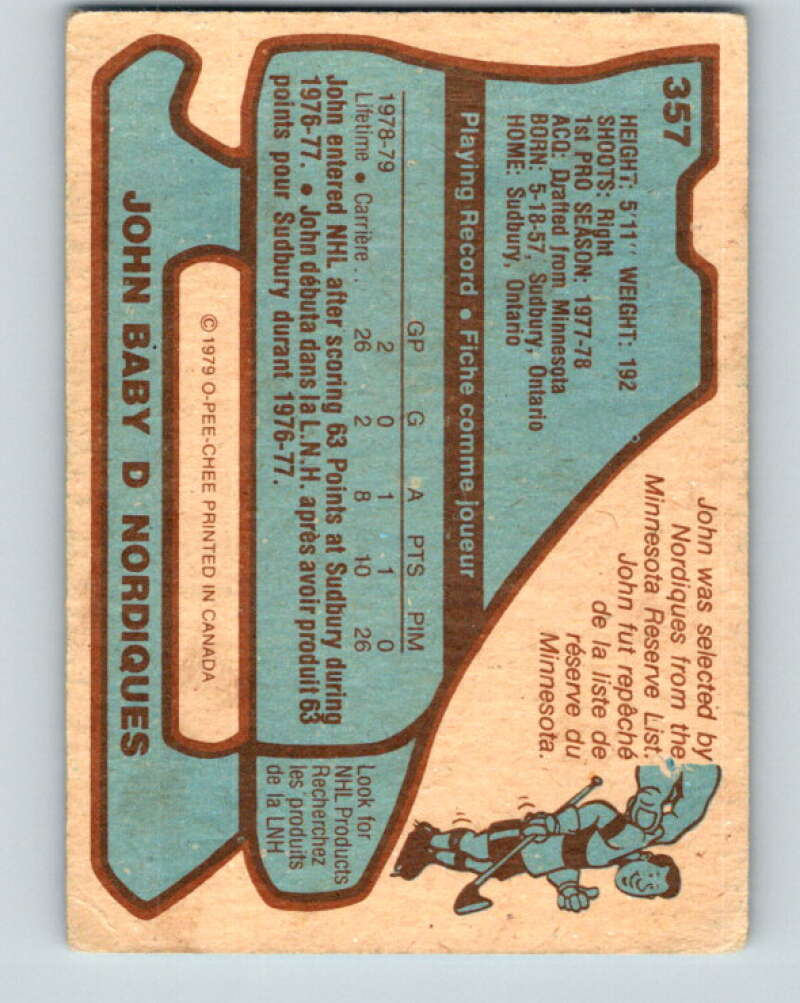 357
HEIGHT: 5'11" WEIGHT: 192
SHOOTS: Right
1st PRO SEASON: 1977-78
ACQ: Drafted from Minnesota
BORN: 5-18-57, Sudbury, Ontario
HOME: Sudbury, Ontario
John was selected by
Nordiques from the
Minnesota Reserve List.
John fut repêché
de la liste de
réserve du
Minnesota.
Playing Record • Fiche comme joueur
GP G A PTS PIM
1978-79 2 0 1 1 0
Lifetime • Carrière .. 26 2 8 10 26
John entered NHL after scoring 63 Points at Sudbury during
1976-77. • John débuta dans la L.N.H. après avoir produit 63
points pour Sudbury durant 1976-77.
Look for
NHL Products
Recherchez
les produits
de la LNH
© 1979 O-PEE-CHEE PRINTED IN CANADA
JOHN BABY D NORDIQUES